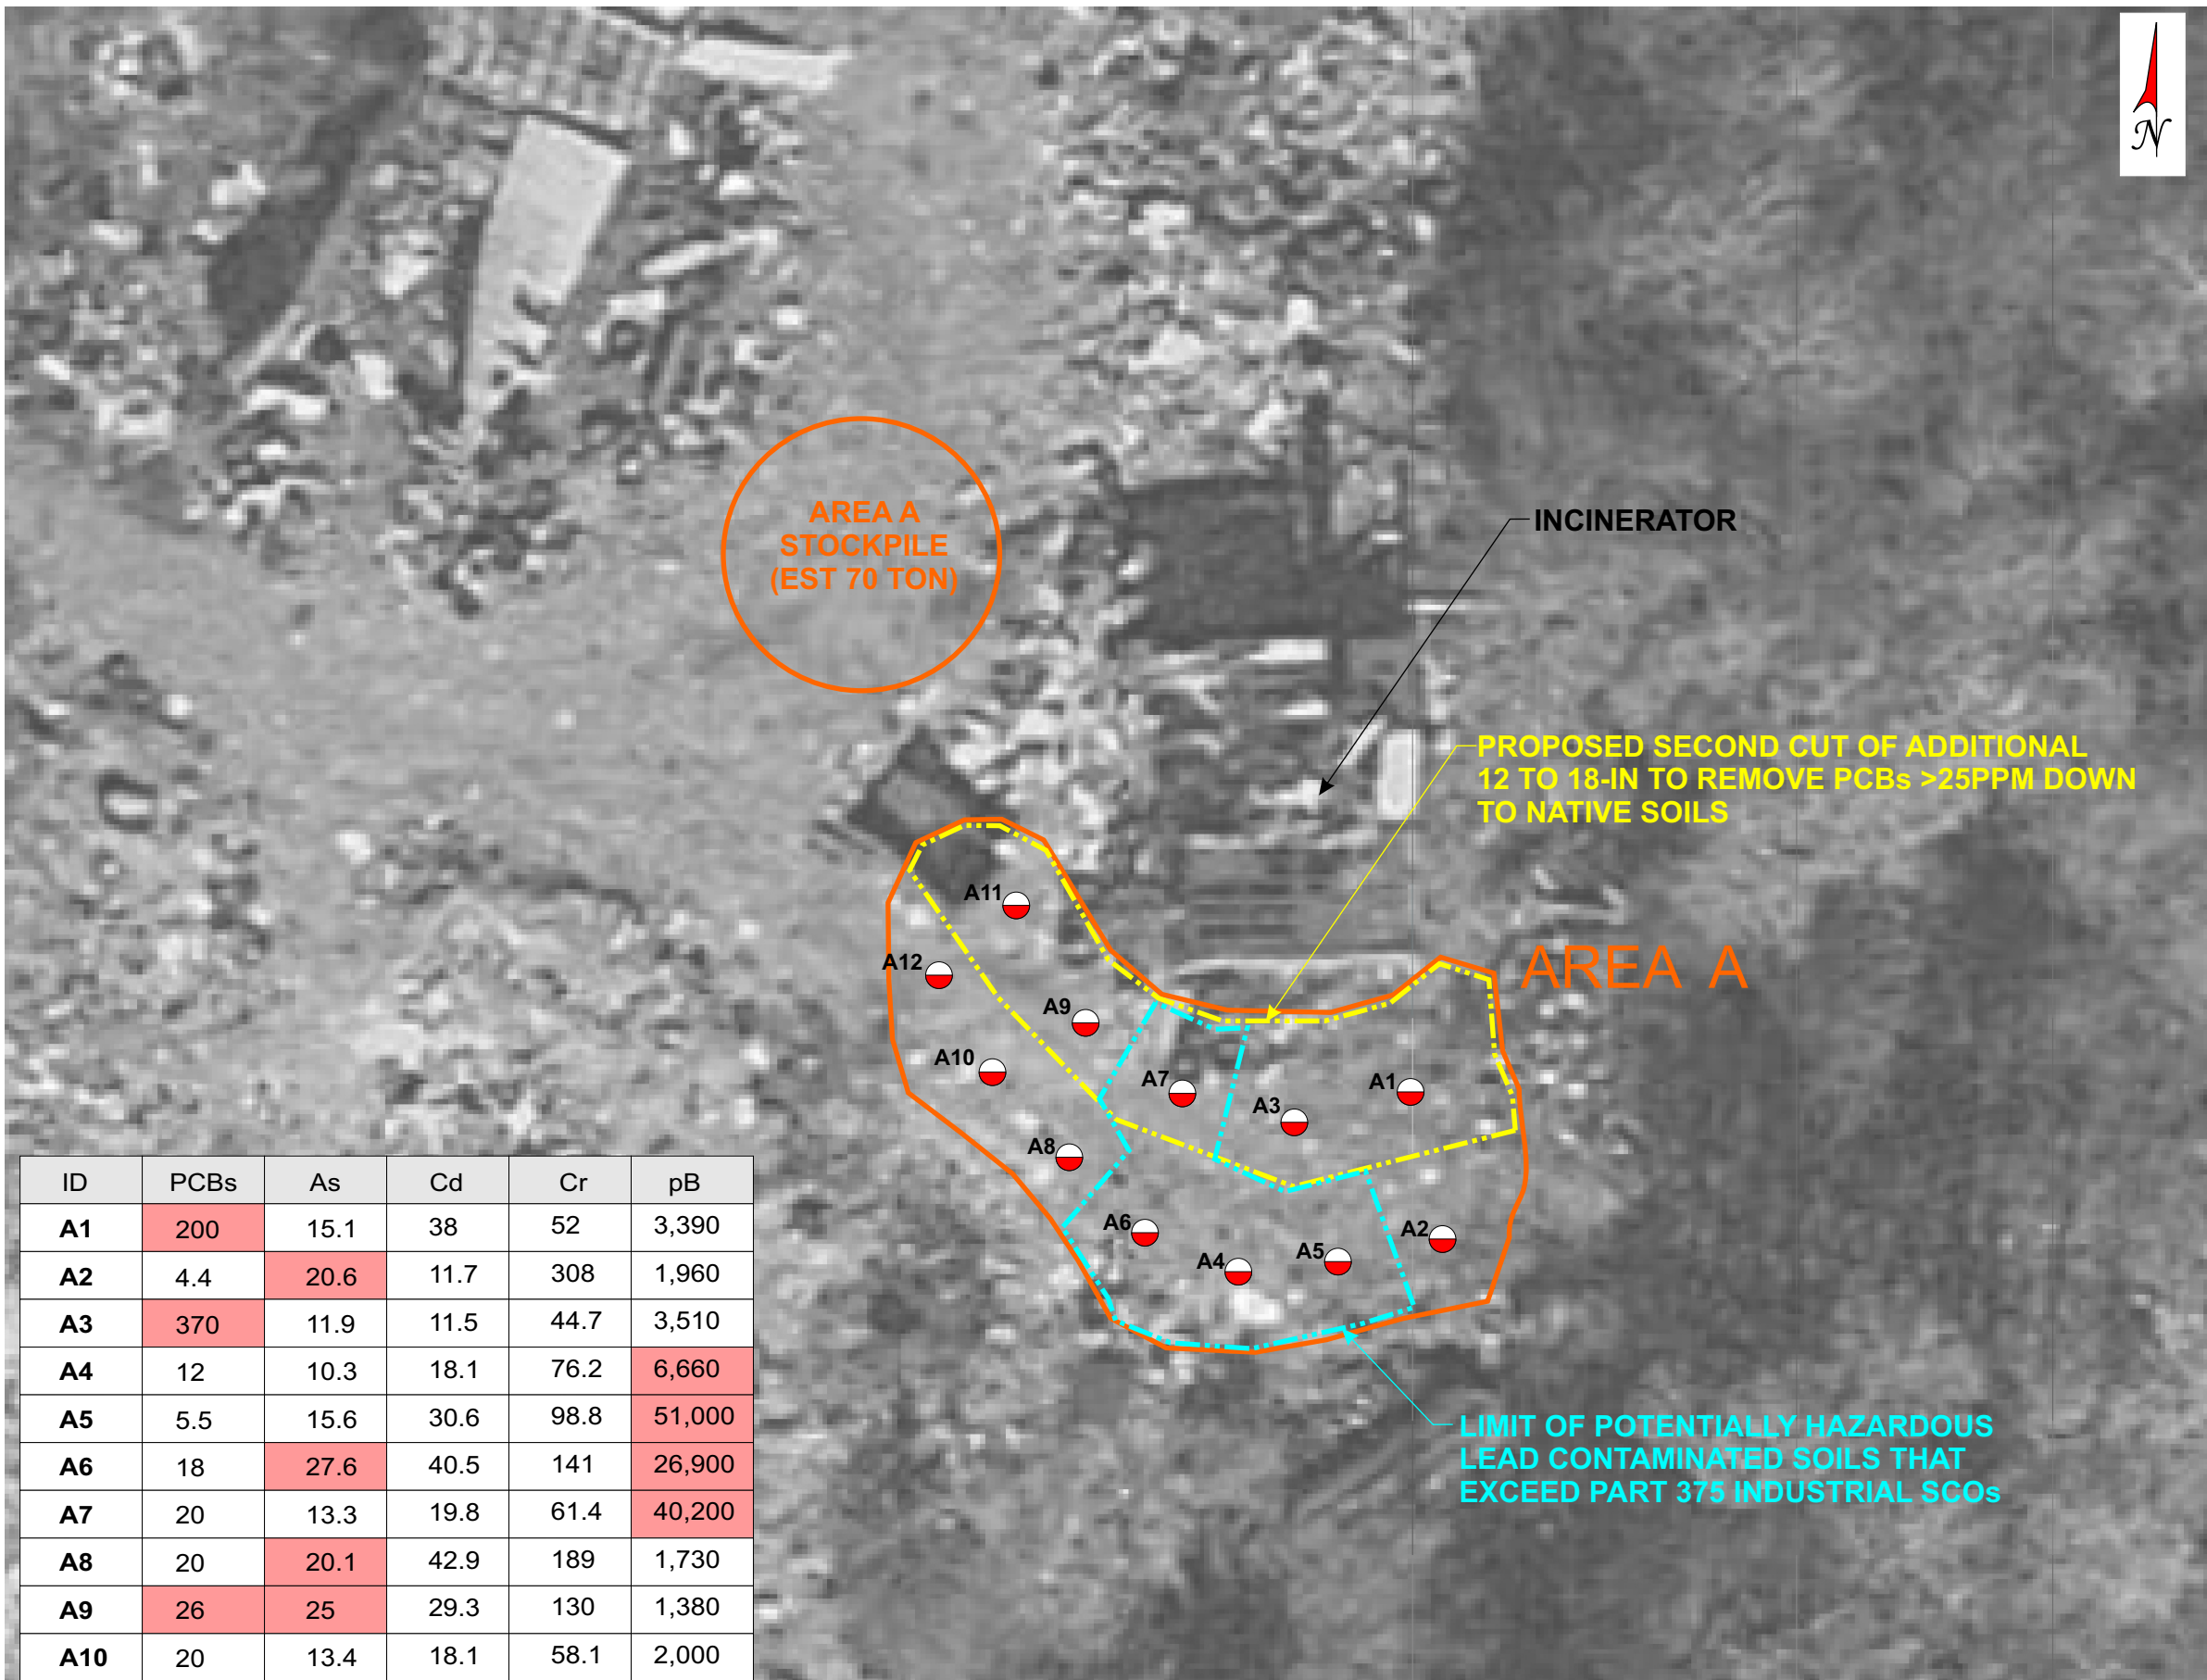 N
AREA A
STOCKPILE
(EST 70 TON)
INCINERATOR
PROPOSED SECOND CUT OF ADDITIONAL
12 TO 18-IN TO REMOVE PCBs >25PPM DOWN
TO NATIVE SOILS
A11
AREA A
A12
A9
A10
A7
A1
A3
A8
A6
A2
A4
A5
LIMIT OF POTENTIALLY HAZARDOUS
LEAD CONTAMINATED SOILS THAT
EXCEED PART 375 INDUSTRIAL SCOs
ID PCBs As Cd Cr pB
A1 200 15.1 38 52 3,390
A2 4.4 20.6 11.7 308 1,960
A3 370 11.9 11.5 44.7 3,510
A4 12 10.3 18.1 76.2 6,660
A5 5.5 15.6 30.6 98.8 51,000
A6 18 27.6 40.5 141 26,900
A7 20 13.3 19.8 61.4 40,200
A8 20 20.1 42.9 189 1,730
A9 26 25 29.3 130 1,380
A10 20 13.4 18.1 58.1 2,000